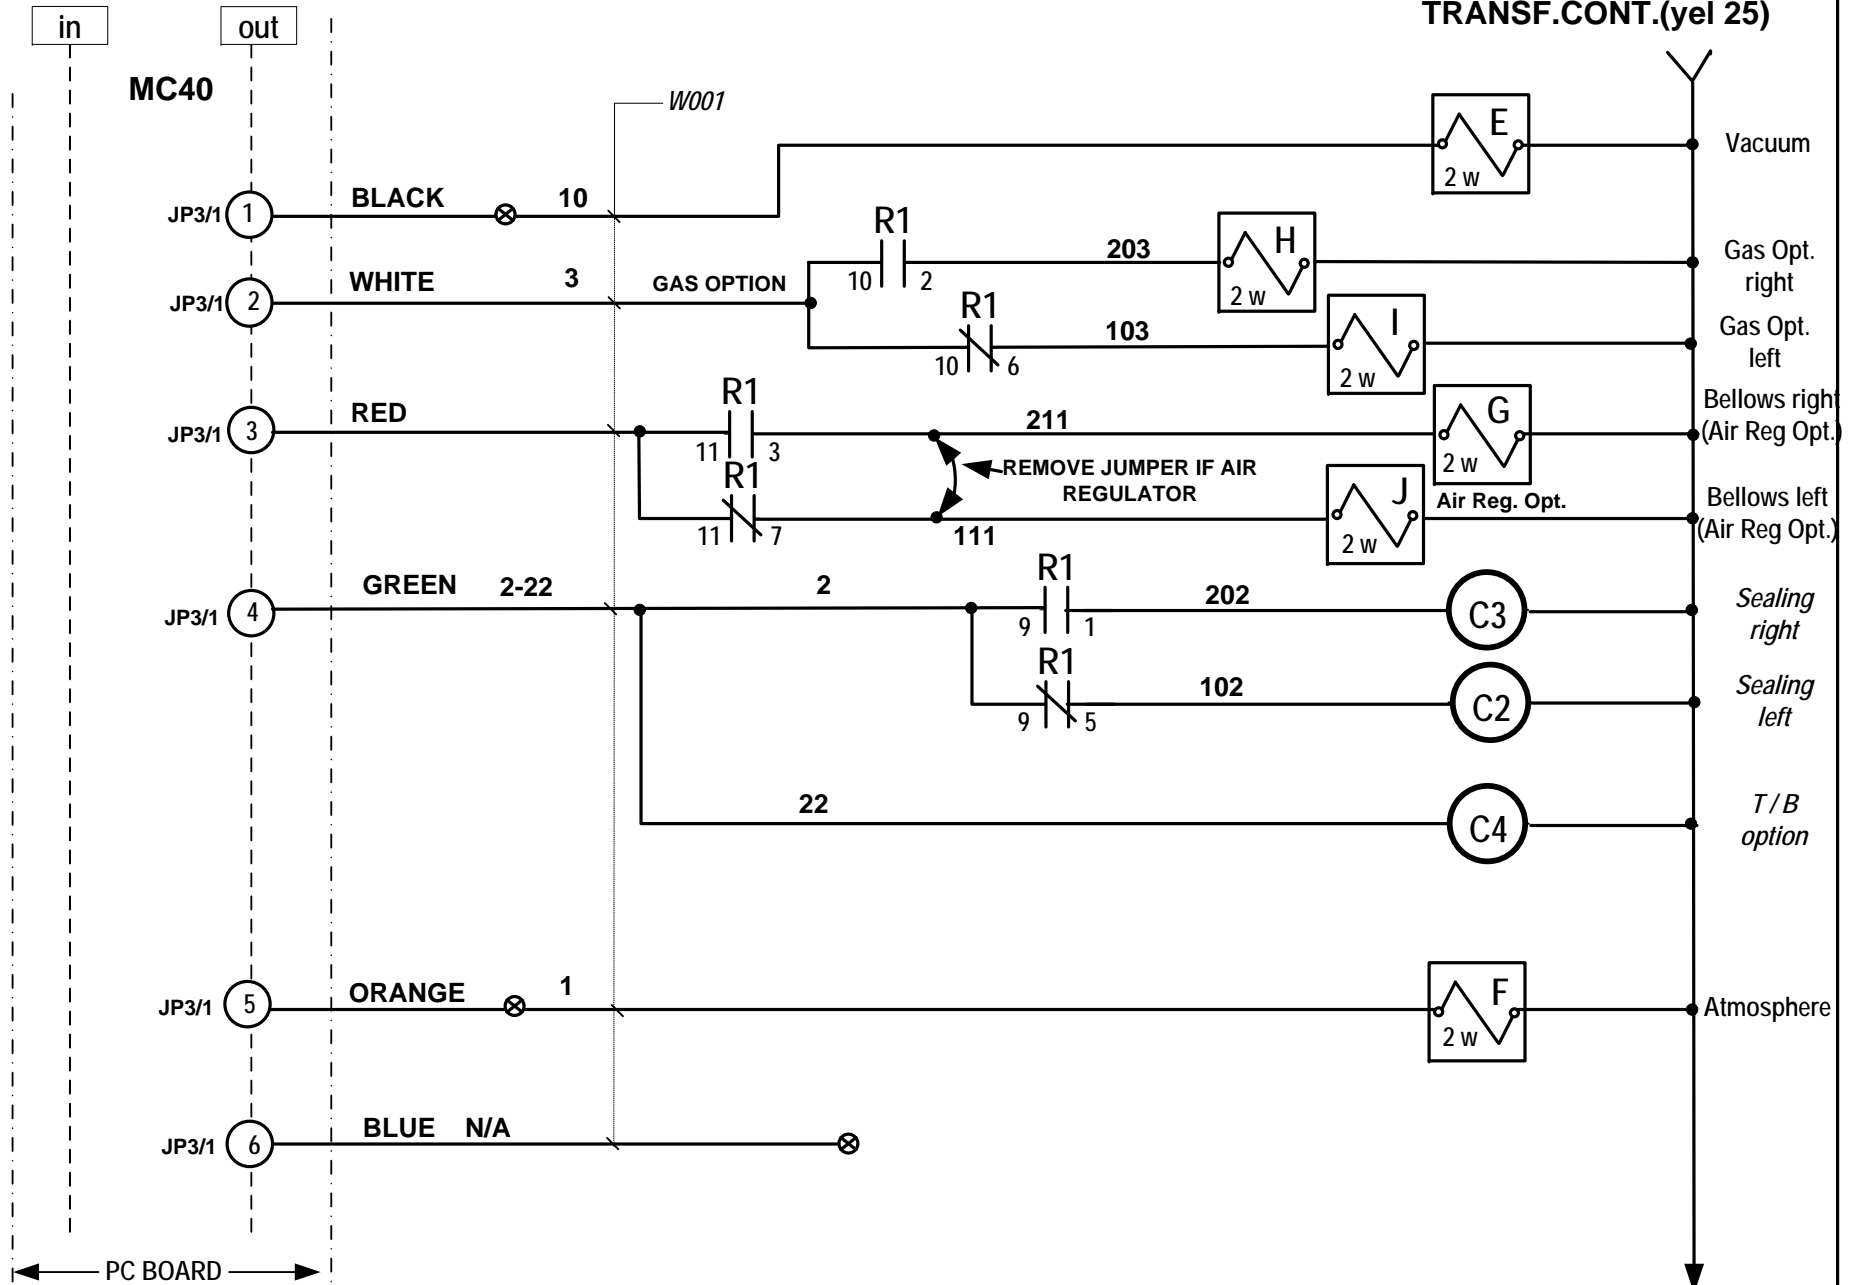 TRANSF.CONT.(yel 25)
in
out
MC40
W001
E
2 w
Vacuum
JP3/1
1
BLACK
10
R1
10
2
203
H
2 w
Gas Opt.
right
JP3/1
2
WHITE
3
GAS OPTION
R1
10
6
103
I
2 w
Gas Opt.
left
JP3/1
3
RED
R1
11
3
211
G
2 w
Bellows right
(Air Reg Opt.)
REMOVE JUMPER IF AIR
REGULATOR
R1
11
7
111
J
2 w
Air Reg. Opt.
Bellows left
(Air Reg Opt.)
JP3/1
4
GREEN
2-22
2
R1
9
1
202
C3
Sealing
right
R1
9
5
102
C2
Sealing
left
22
C4
T / B
option
JP3/1
5
ORANGE
1
F
2 w
Atmosphere
JP3/1
6
BLUE
N/A
PC BOARD